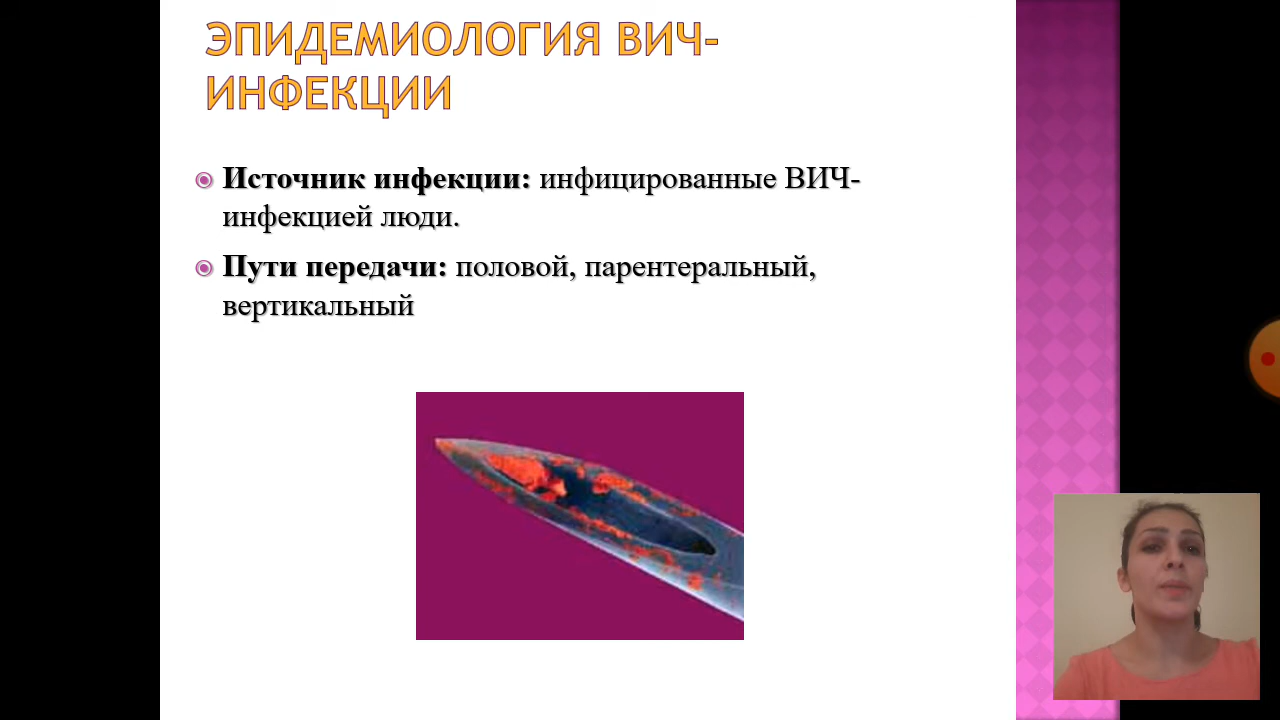 ЭПИДЕМИОЛОГИЯ ВИЧ-
ИНФЕКЦИИ
Источник инфекции: инфицированные ВИЧ-
инфекцией люди.
Пути передачи: половой, парентеральный,
вертикальный